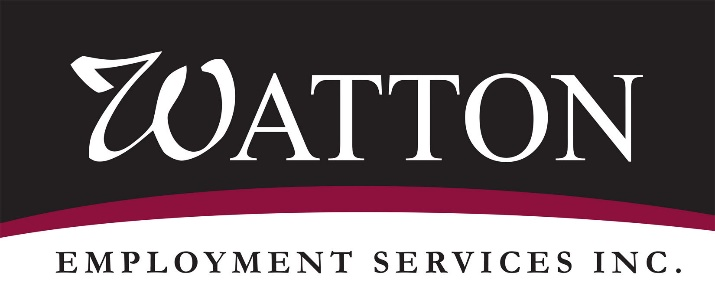 WATTON
EMPLOYMENT SERVICES INC.